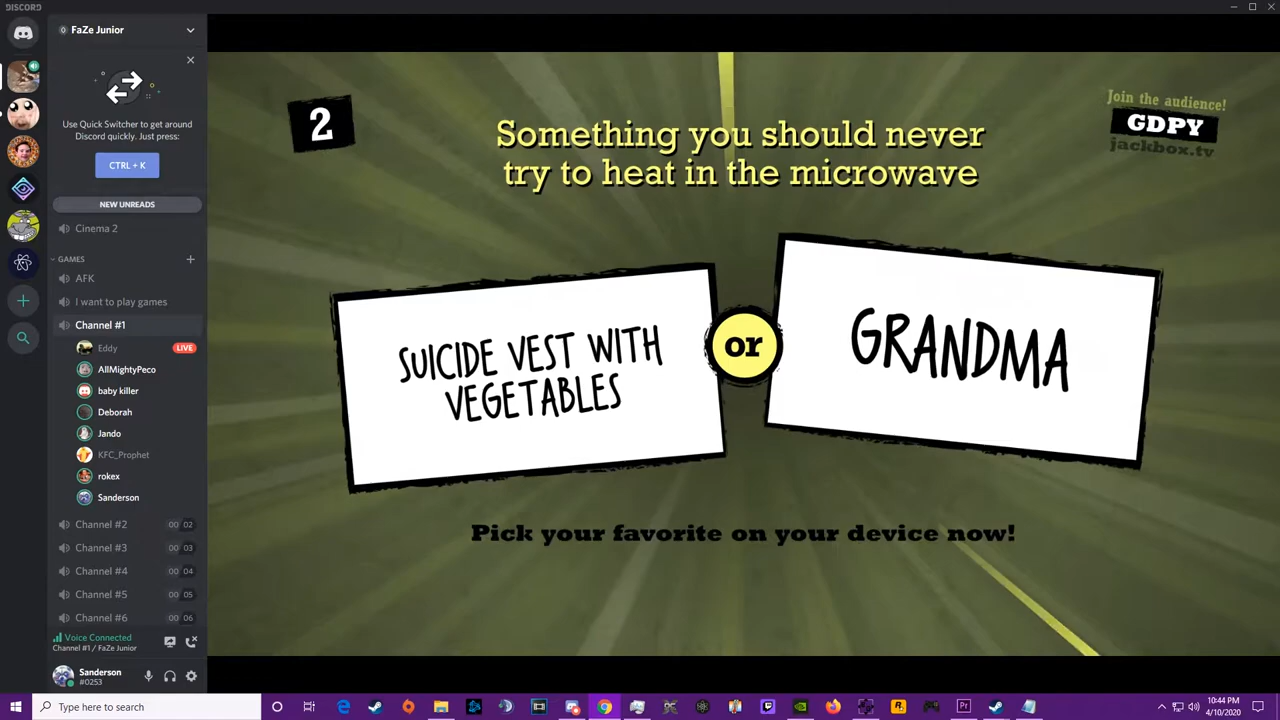 DISCORD
FaZe Junior
Use Quick Switcher to get around
Discord quickly. Just press:
CTRL + K
NEW UNREADS
Cinema 2
GAMES
AFK
I want to play games
Channel #1
Eddy
LIVE
AllMightyPeco
baby killer
Deborah
Jando
KFC_Prophet
rokex
Sanderson
Channel #2 00 02
Channel #3 00 03
Channel #4 00 04
Channel #5 00 05
Channel #6 00 06
Voice Connected
Channel #1 / FaZe Junior
Sanderson
#0253
2
Something you should never
try to heat in the microwave
Join the audience!
GDPY
jackbox.tv
SUICIDE VEST WITH
VEGETABLES
or
GRANDMA
Pick your favorite on your device now!
Type here to search
10:44 PM
4/10/2020